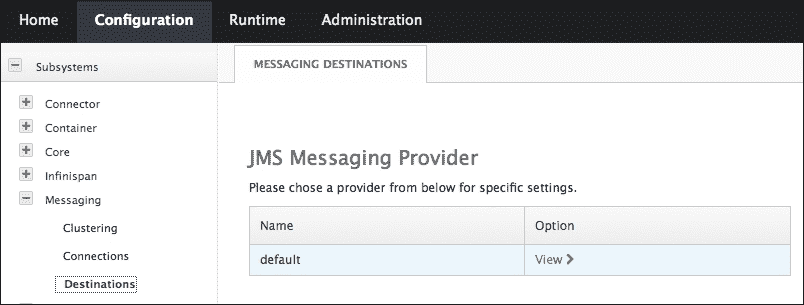 Home Configuration Runtime Administration
Subsystems
Connector
Container
Core
Infinispan
Messaging
Clustering
Connections
Destinations
MESSAGING DESTINATIONS
JMS Messaging Provider
Please chose a provider from below for specific settings.
Name Option
default View